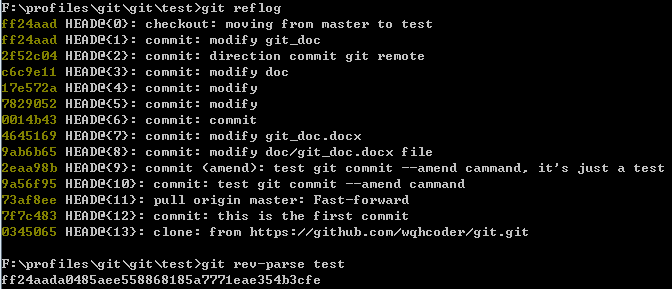 F:\profiles\git\git\test>git reflog
ff24aad HEAD@{0}: checkout: moving from master to test
ff24aad HEAD@{1}: commit: modify git_doc
2f52c04 HEAD@{2}: commit: direction commit git remote
c6c9e11 HEAD@{3}: commit: modify doc
17e572a HEAD@{4}: commit: modify
7829052 HEAD@{5}: commit: modify
0014b43 HEAD@{6}: commit: commit
4645169 HEAD@{7}: commit: modify git_doc.docx
9ab6b65 HEAD@{8}: commit: modify doc/git_doc.docx file
2eaa98b HEAD@{9}: commit (amend): test git commit --amend cammand, it's just a test
9a56f95 HEAD@{10}: commit: test git commit --amend cammand
73af8ee HEAD@{11}: pull origin master: Fast-forward
7f7c483 HEAD@{12}: commit: this is the first commit
0345065 HEAD@{13}: clone: from https://github.com/wqhcoder/git.git
F:\profiles\git\git\test>git rev-parse test
ff24aada0485aee558868185a7771eae354b3cfe